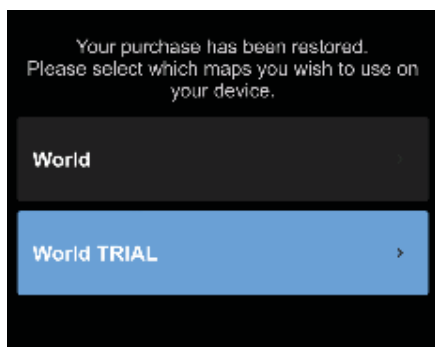 Your purchase has been restored.
Please select which maps you wish to use on
your device.
World
World TRIAL